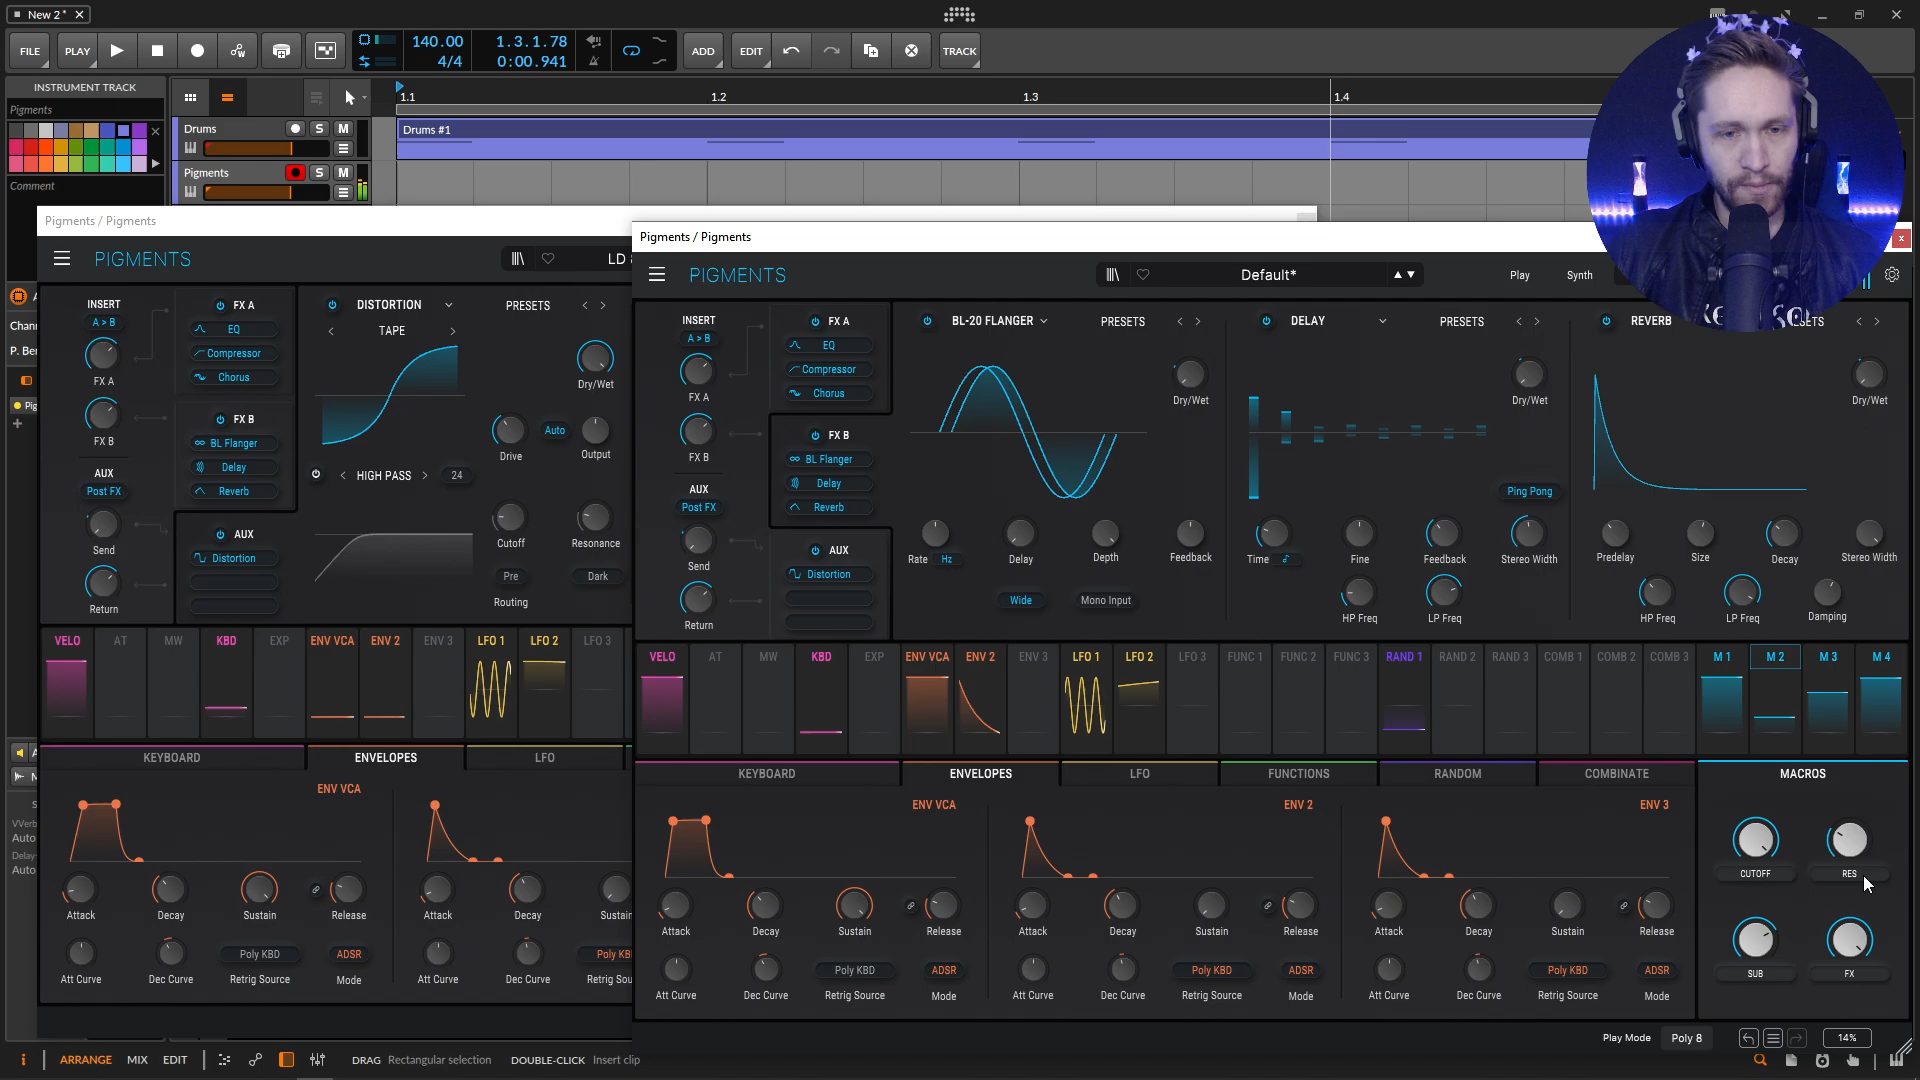 New 2*
FILE
PLAY
140.00
4/4
1.3.1.78
0:00.941
ADD
EDIT
TRACK
INSTRUMENT TRACK
Pigments
Comment
1.1
1.2
1.3
1.4
Drums
S
M
Drums #1
Pigments
S
M
Pigments / Pigments
PIGMENTS
LD
INSERT
A > B
FX A
FX B
AUX
Post FX
Send
Return
FX A
EQ
Compressor
Chorus
FX B
BL Flanger
Delay
Reverb
AUX
Distortion
DISTORTION
PRESETS
TAPE
Dry/Wet
Drive
Auto
Output
HIGH PASS
24
Cutoff
Resonance
Pre
Dark
Routing
VELO
AT
MW
KBD
EXP
ENV VCA
ENV 2
ENV 3
LFO 1
LFO 2
LFO 3
KEYBOARD
ENVELOPES
LFO
ENV VCA
Attack
Decay
Sustain
Release
Attack
Decay
Sustain
Att Curve
Dec Curve
Poly KBD
Retrig Source
ADSR
Mode
Att Curve
Dec Curve
Poly KB
Retrig Sou
Pigments / Pigments
PIGMENTS
Default*
Play
Synth
INSERT
A > B
FX A
FX B
AUX
Post FX
Send
Return
FX A
EQ
Compressor
Chorus
FX B
BL Flanger
Delay
Reverb
AUX
Distortion
BL-20 FLANGER
PRESETS
Dry/Wet
Rate
Hz
Delay
Depth
Feedback
Wide
Mono Input
DELAY
PRESETS
Dry/Wet
Ping Pong
Time
Fine
Feedback
Stereo Width
HP Freq
LP Freq
REVERB
SETS
Dry/Wet
Predelay
Size
Decay
Stereo Width
HP Freq
LP Freq
Damping
VELO
AT
MW
KBD
EXP
ENV VCA
ENV 2
ENV 3
LFO 1
LFO 2
LFO 3
FUNC 1
FUNC 2
FUNC 3
RAND 1
RAND 2
RAND 3
COMB 1
COMB 2
COMB 3
M 1
M 2
M 3
M 4
KEYBOARD
ENVELOPES
LFO
FUNCTIONS
RANDOM
COMBINATE
MACROS
ENV VCA
Attack
Decay
Sustain
Release
Att Curve
Dec Curve
Poly KBD
Retrig Source
ADSR
Mode
ENV 2
Attack
Decay
Sustain
Release
Att Curve
Dec Curve
Poly KBD
Retrig Source
ADSR
Mode
ENV 3
Attack
Decay
Sustain
Release
Att Curve
Dec Curve
Poly KBD
Retrig Source
ADSR
Mode
CUTOFF
RES
SUB
FX
Play Mode
Poly 8
14%
Chann
P. Ber
Pig
Auto
Auto
ARRANGE
MIX
EDIT
DRAG Rectangular selection
DOUBLE-CLICK Insert clip